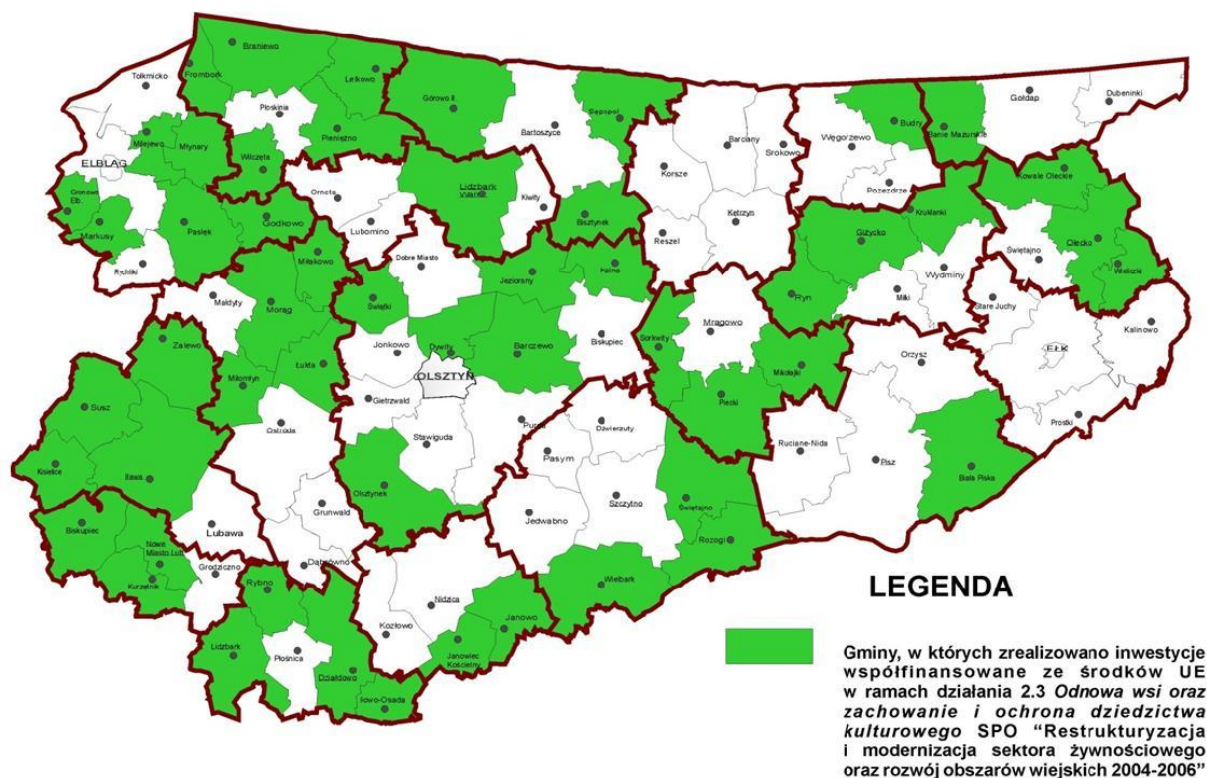 Braniewo
Tolkmicko
Frombork
Lelkowo
Płoskinia
Górowo Ił.
Sępopol
Bartoszyce
Gołdap
Dubeninki
Budry
Banie Mazurskie
Węgorzewo
Barciany
Srokowo
Korsze
Pieniężno
Milejewo
Młynary
Wilczęta
ELBLĄG
Gronowo
Elb.
Markusy
Pasłęk
Godkowo
Rychliki
Orneta
Lubomino
Lidzbark
Kiwity
Bisztynek
Reszel
Kętrzyn
Pozezdrze
Kruklanki
Giżycko
Kowale Oleckie
Olecko
Świętajno
Wieliczki
Wydminy
Miłki
Ryn
Stare Juchy
Kalinowo
EŁK
Prostki
Miłakowo
Dobre Miasto
Jeziorany
Kolno
Małdyty
Morąg
Świątki
Zalewo
Łukta
Miłomłyn
Jonkowo
Dywity
Barczewo
Biskupiec
OLSZTYN
Sorkwity
Mrągowo
Mikołajki
Piecki
Orzysz
Susz
Kisielice
Iława
Ostróda
Gietrzwałd
Stawiguda
Purda
Dźwierzuty
Pasym
Ruciane-Nida
Pisz
Biała Piska
Olsztynek
Szczytno
Świętajno
Jedwabno
Rozogi
Biskupiec
Nowe
Miasto Lub.
Kurzętnik
Lubawa
Grunwald
Grodziczno
Dąbrówno
Rybno
Wielbark
Nidzica
Janowo
Kozłowo
Janowiec
Kościelny
Lidzbark
Płośnica
Działdowo
Iłowo-Osada
LEGENDA
Gminy, w których zrealizowano inwestycje
współfinansowane ze środków UE
w ramach działania 2.3 Odnowa wsi oraz
zachowanie i ochrona dziedzictwa
kulturowego SPO “Restrukturyzacja
i modernizacja sektora żywnościowego
oraz rozwój obszarów wiejskich 2004-2006”